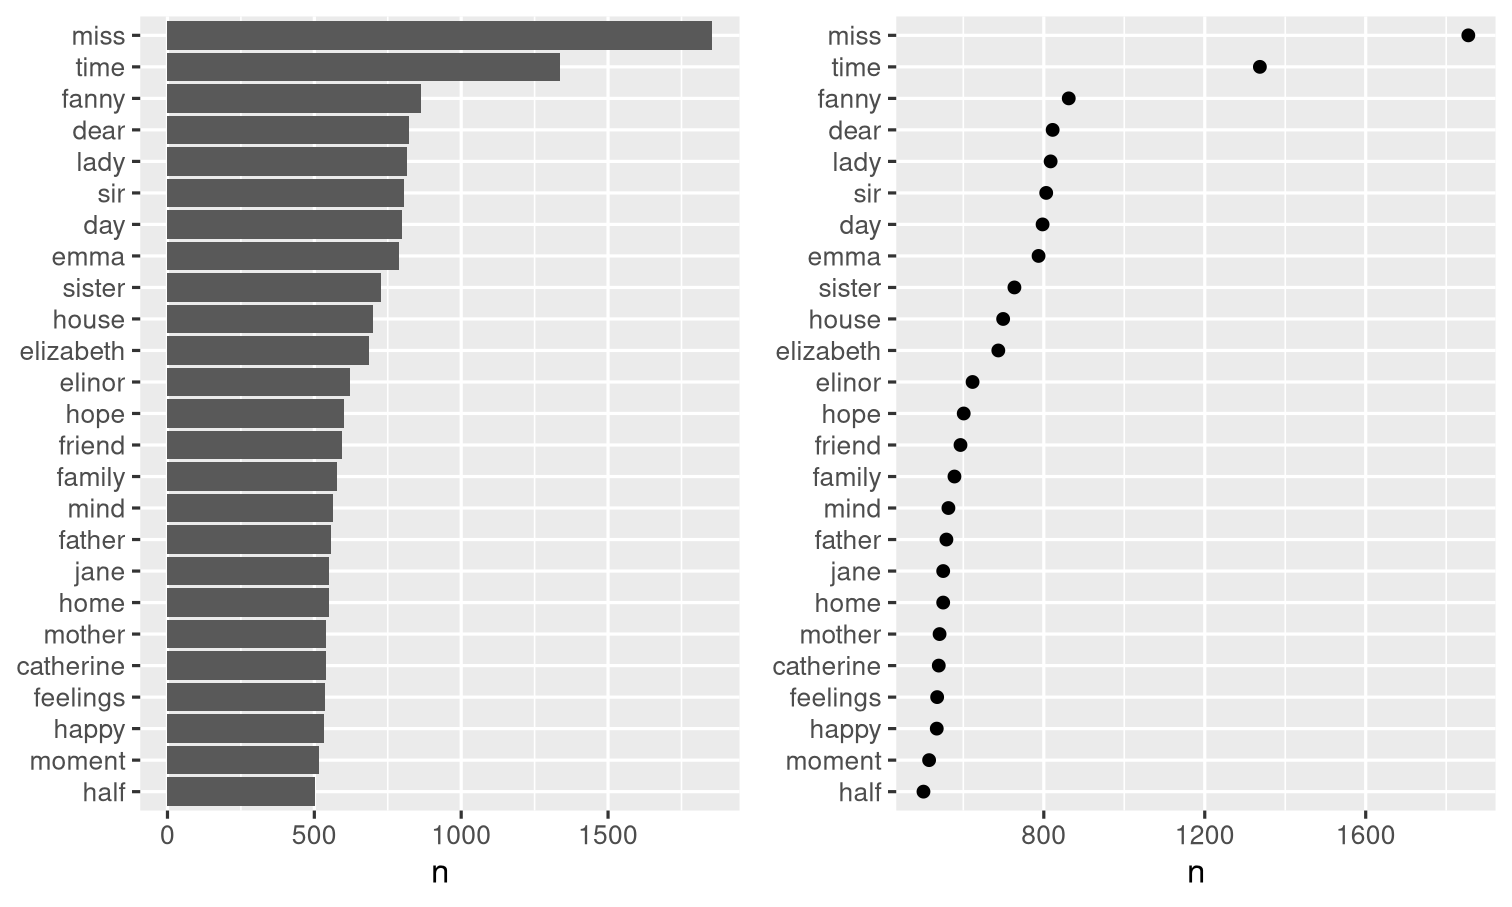 miss
time
fanny
dear
lady
sir
day
emma
sister
house
elizabeth
elinor
hope
friend
family
mind
father
jane
home
mother
catherine
feelings
happy
moment
half
0 500 1000 1500
n
miss
time
fanny
dear
lady
sir
day
emma
sister
house
elizabeth
elinor
hope
friend
family
mind
father
jane
home
mother
catherine
feelings
happy
moment
half
800 1200 1600
n